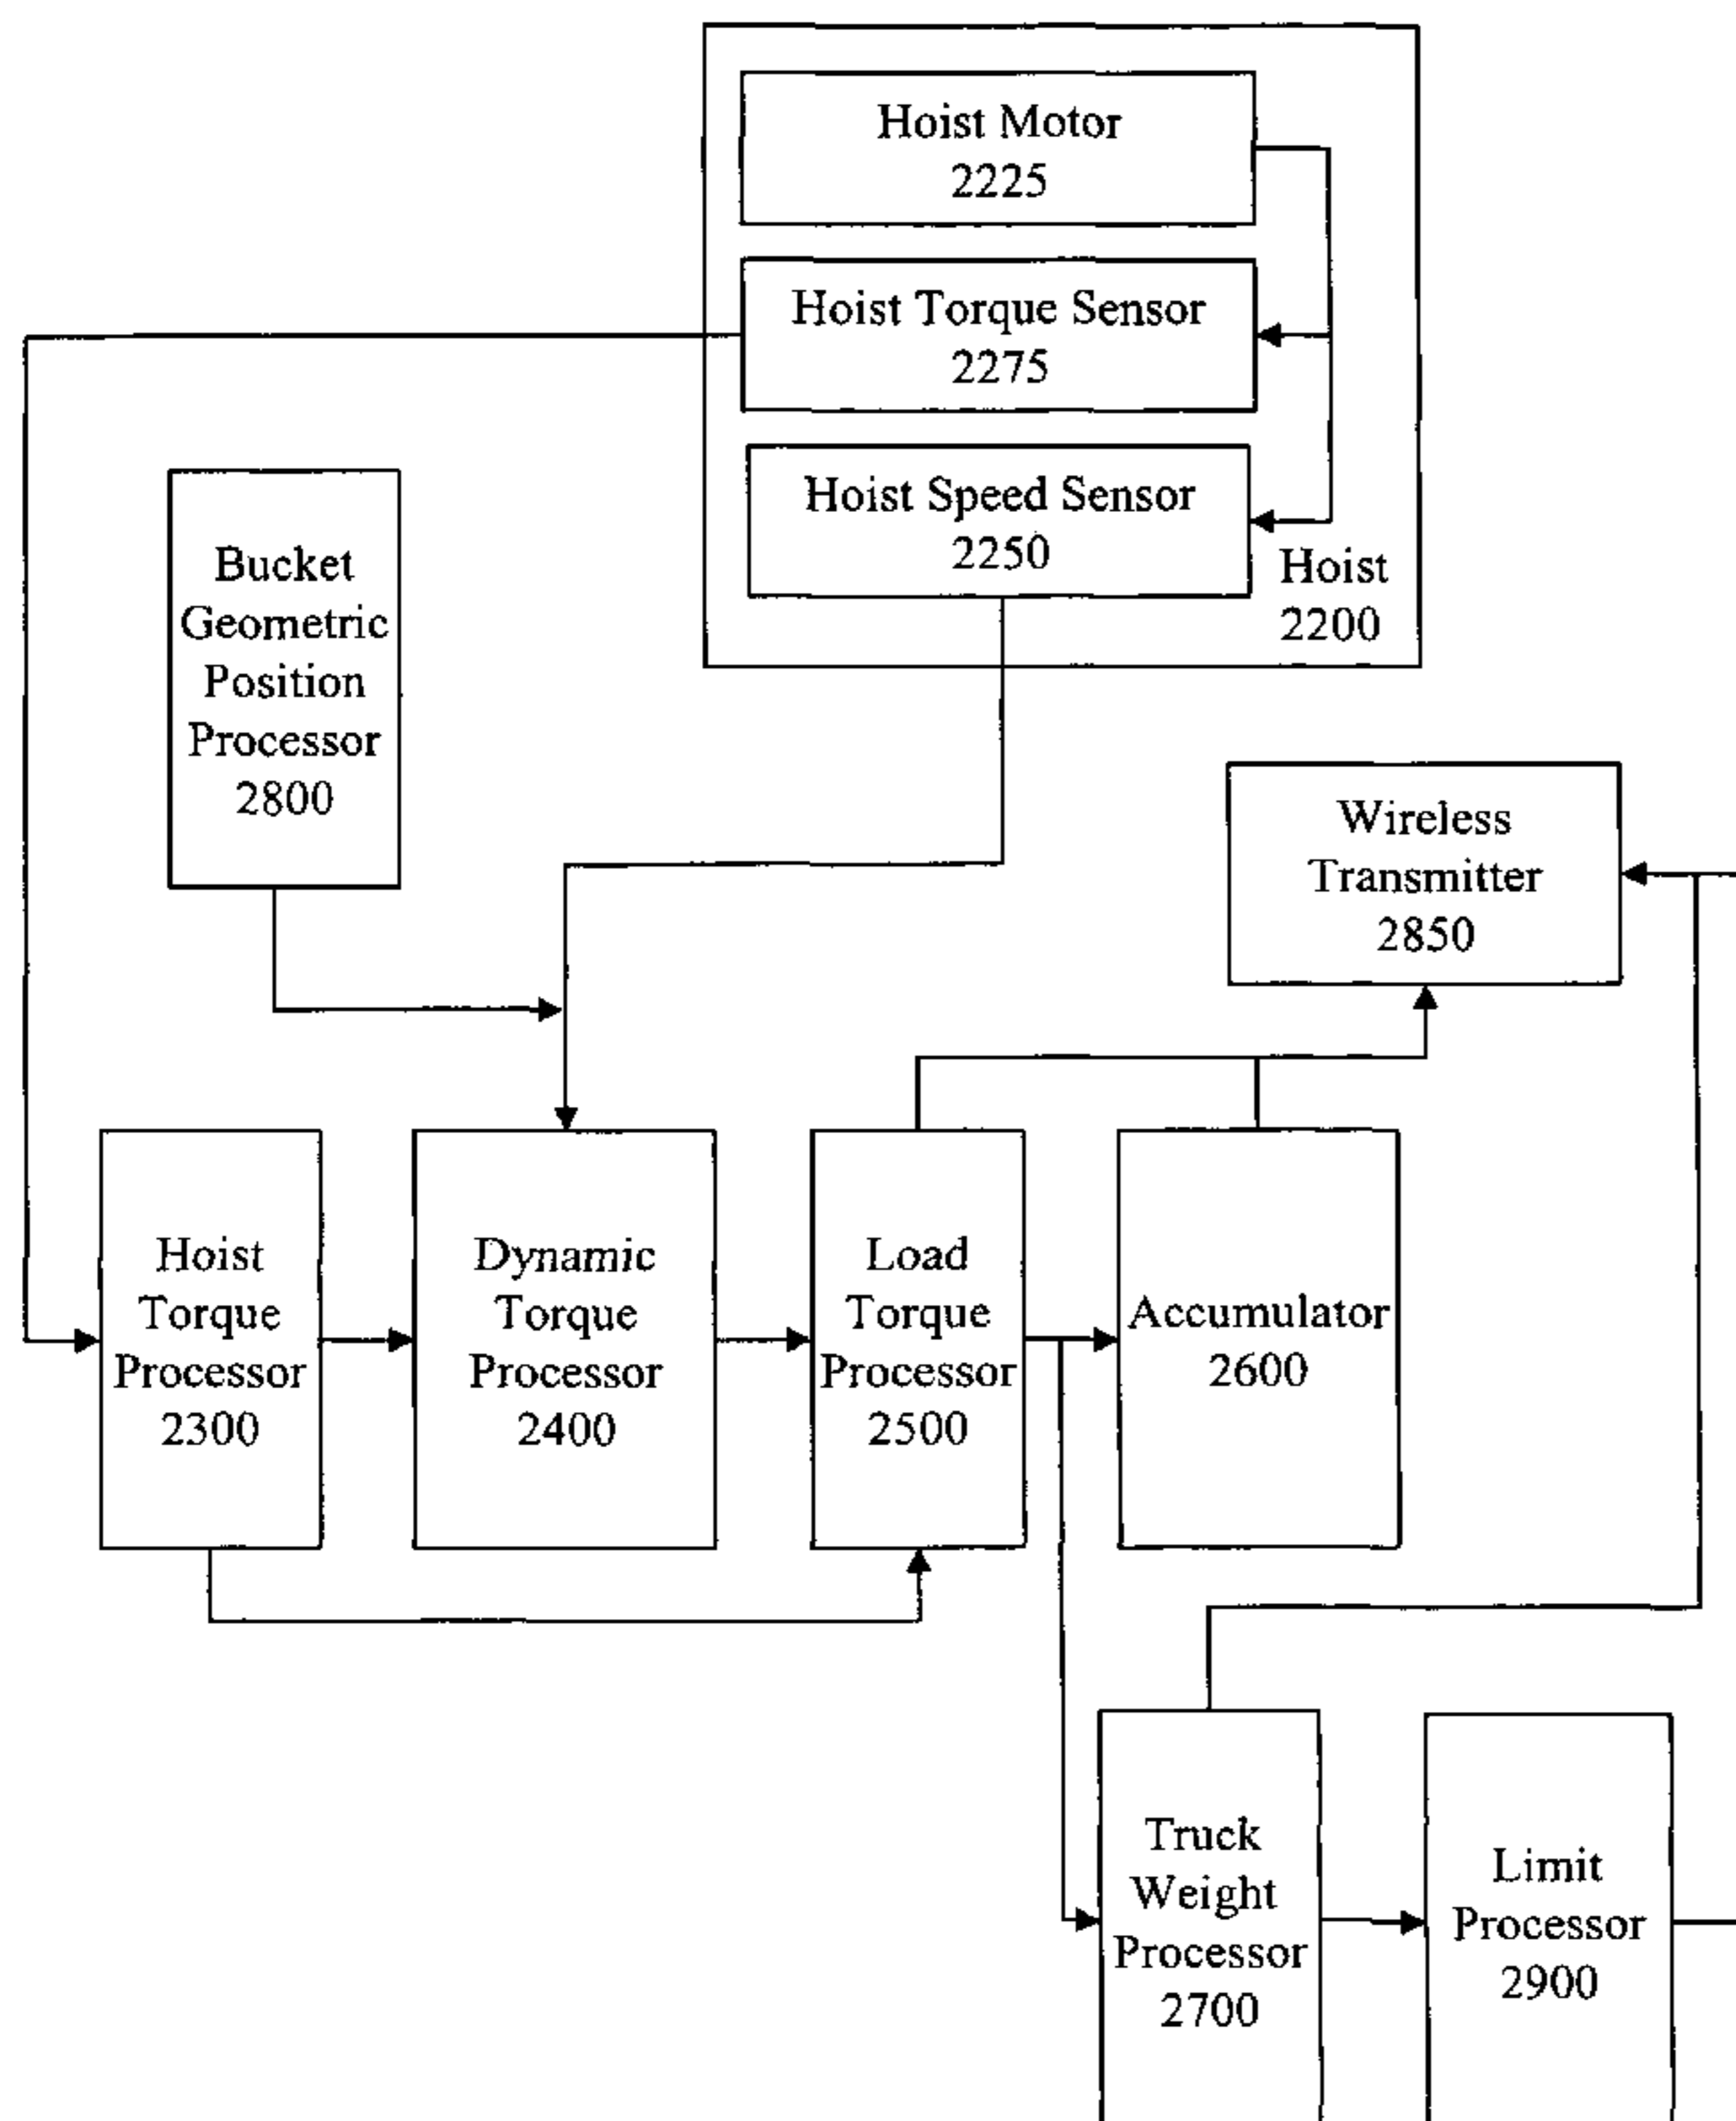 Hoist Motor
2225
Hoist Torque Sensor
2275
Hoist Speed Sensor
2250
Hoist
2200
Bucket
Geometric
Position
Processor
2800
Wireless
Transmitter
2850
Hoist
Torque
Processor
2300
Dynamic
Torque
Processor
2400
Load
Torque
Processor
2500
Accumulator
2600
Truck
Weight
Processor
2700
Limit
Processor
2900